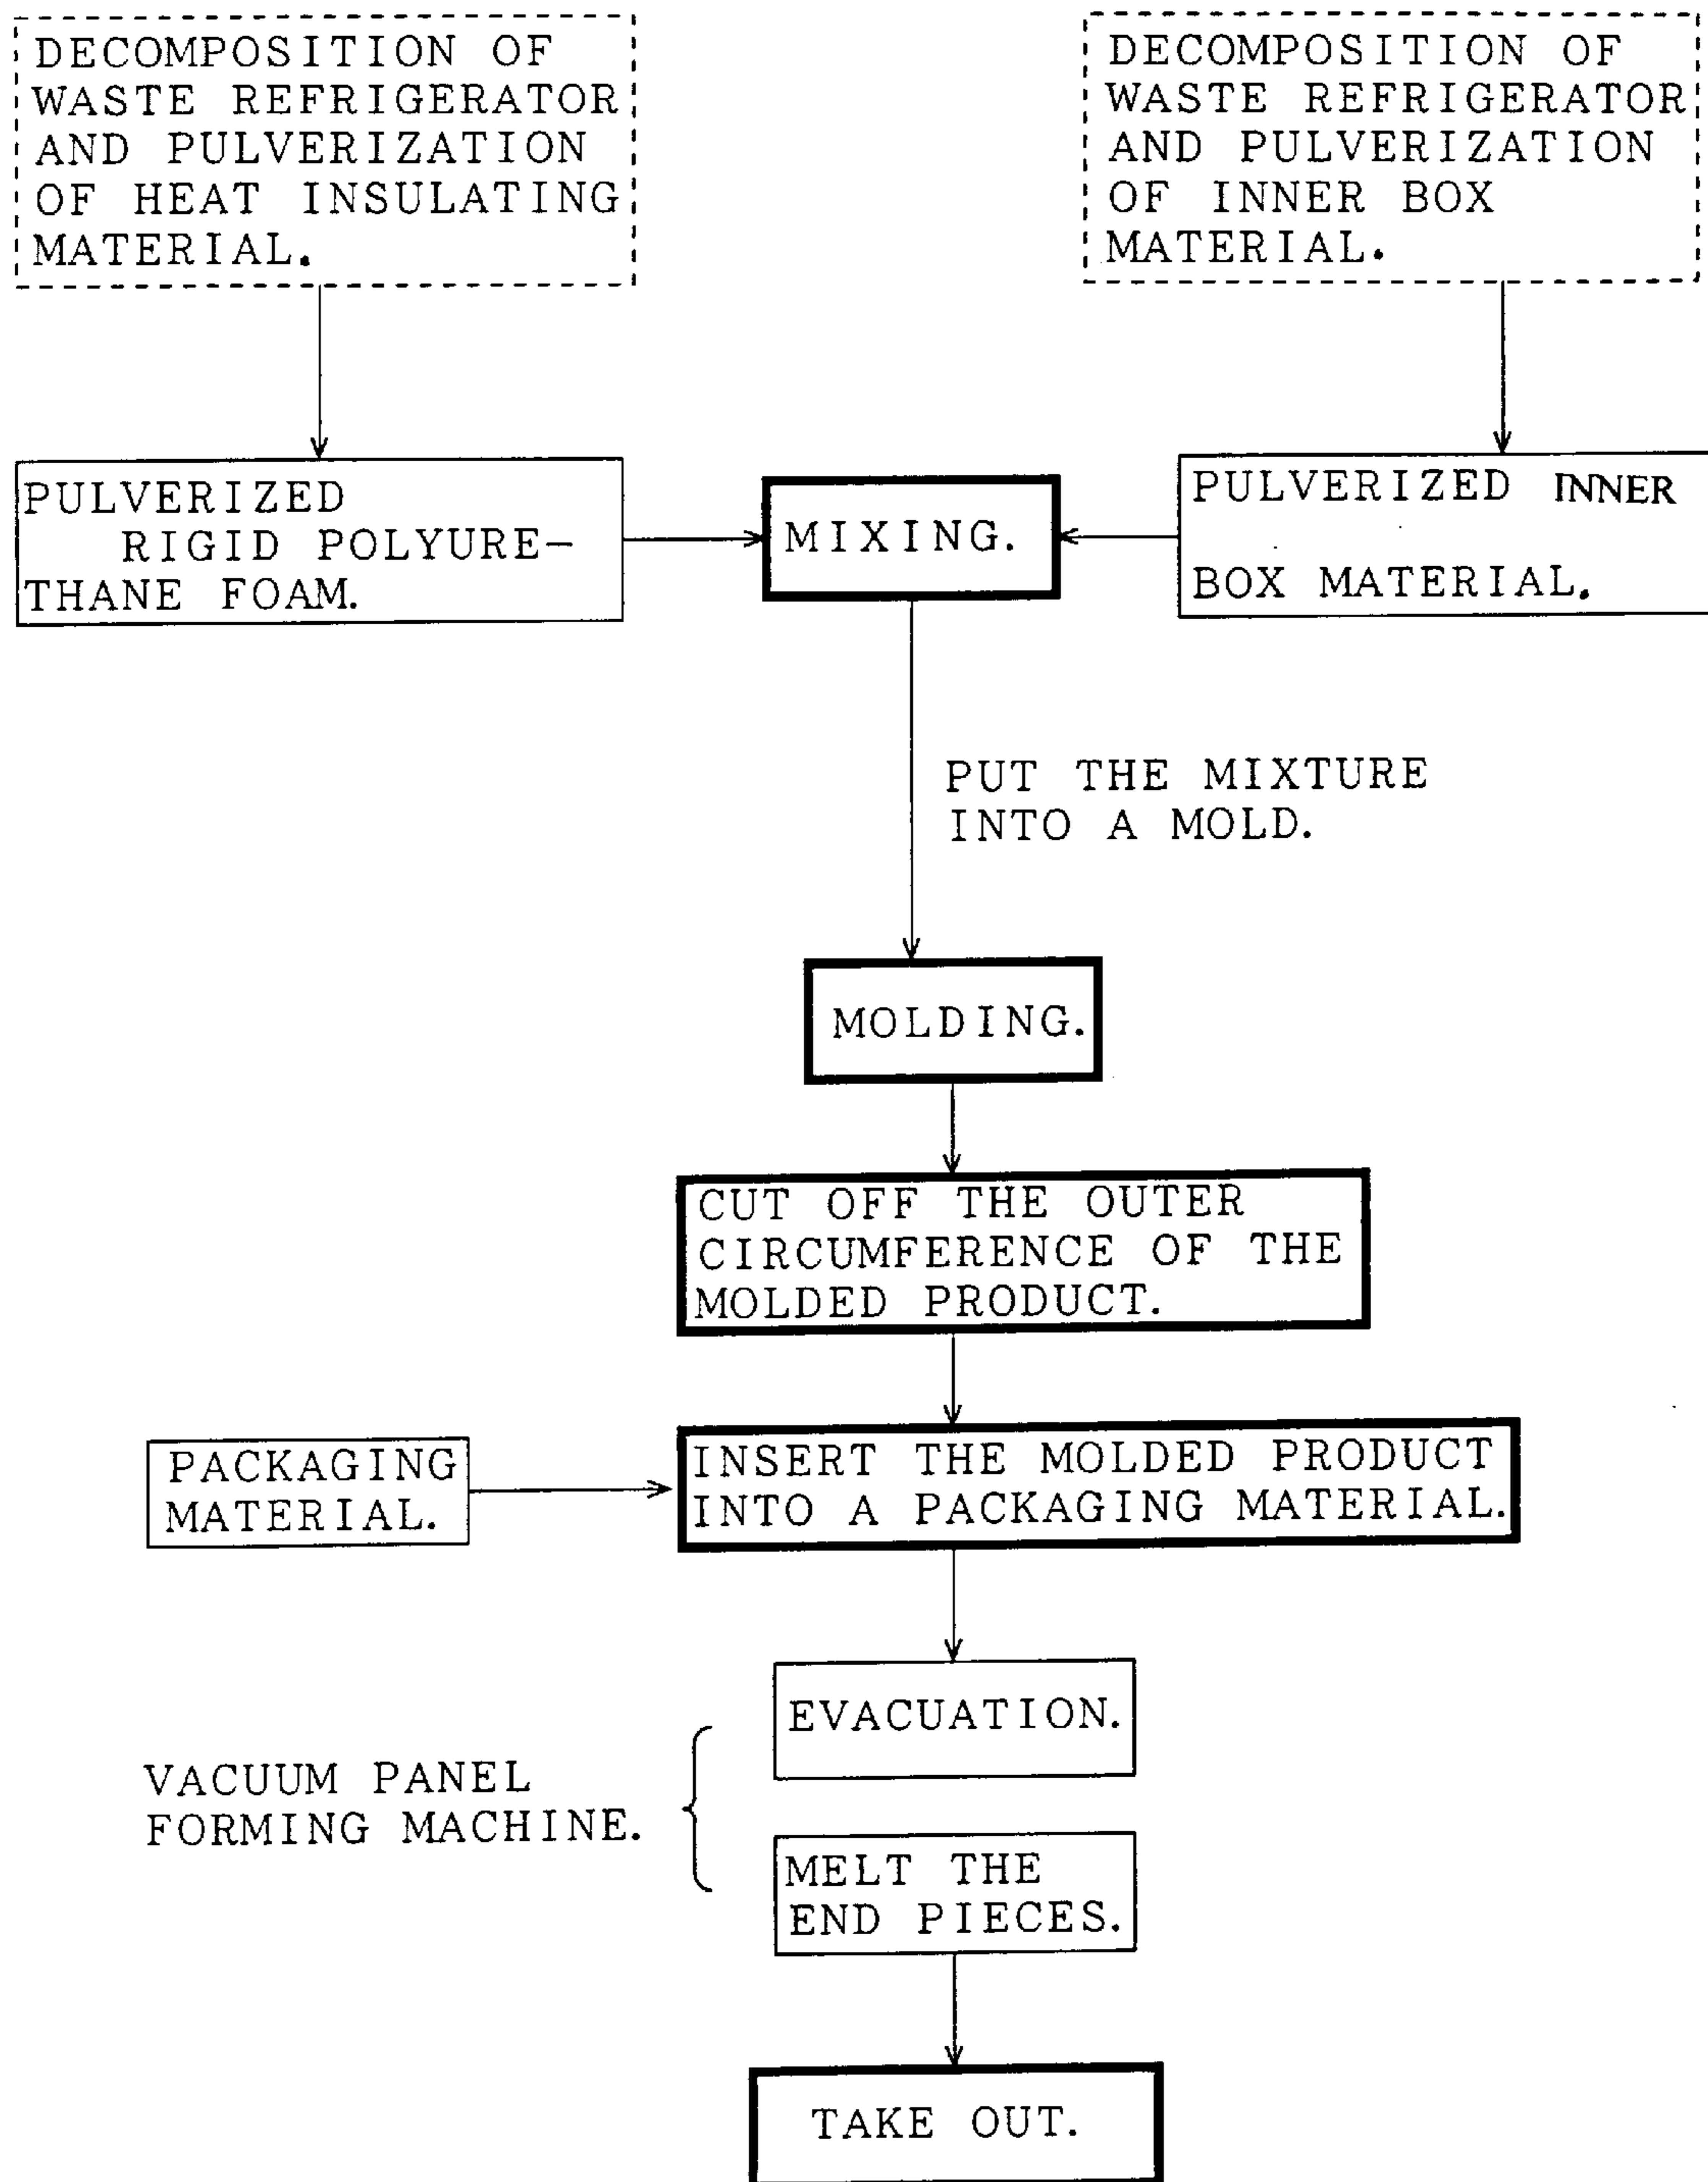 DECOMPOSITION OF
WASTE REFRIGERATOR
AND PULVERIZATION
OF HEAT INSULATING
MATERIAL.
DECOMPOSITION OF
WASTE REFRIGERATOR
AND PULVERIZATION
OF INNER BOX
MATERIAL.
PULVERIZED
RIGID POLYURE-
THANE FOAM.
MIXING.
PULVERIZED INNER
BOX MATERIAL.
PUT THE MIXTURE
INTO A MOLD.
MOLDING.
CUT OFF THE OUTER
CIRCUMFERENCE OF THE
MOLDED PRODUCT.
PACKAGING
MATERIAL.
INSERT THE MOLDED PRODUCT
INTO A PACKAGING MATERIAL.
EVACUATION.
VACUUM PANEL
FORMING MACHINE.
MELT THE
END PIECES.
TAKE OUT.